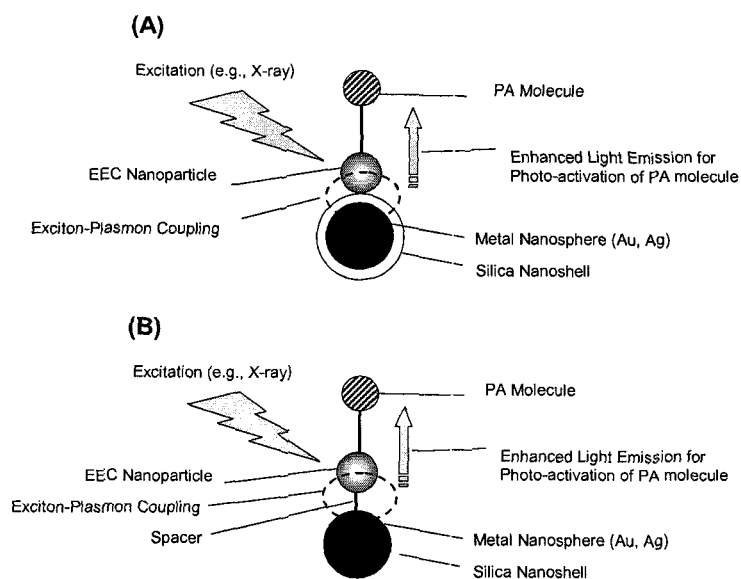 (A)
Excitation (e.g., X-ray)
PA Molecule
EEC Nanoparticle
Enhanced Light Emission for
Photo-activation of PA molecule
Exciton-Plasmon Coupling
Metal Nanosphere (Au, Ag)
Silica Nanoshell
(B)
Excitation (e.g., X-ray)
PA Molecule
EEC Nanoparticle
Enhanced Light Emission for
Photo-activation of PA molecule
Exciton-Plasmon Coupling
Spacer
Metal Nanosphere (Au, Ag)
Silica Nanoshell